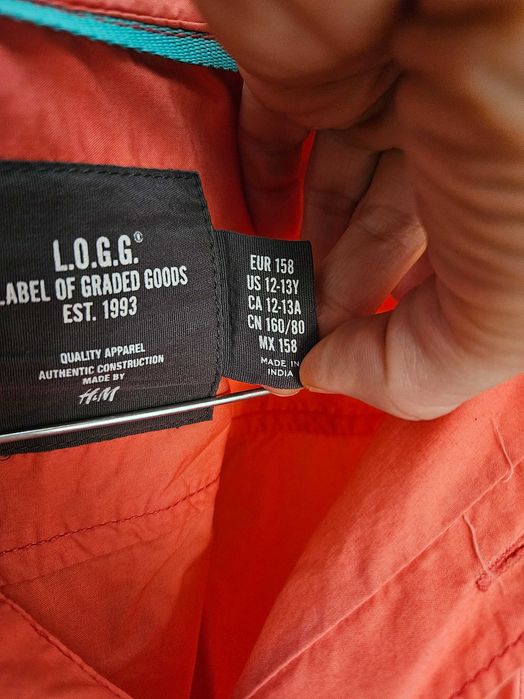 L.O.G.G.®
LABEL OF GRADED GOODS
EST. 1993
QUALITY APPAREL
AUTHENTIC CONSTRUCTION
MADE BY
H&M
EUR 158
US 12-13Y
CA 12-13A
CN 160/80
MX 158
MADE IN
INDIA